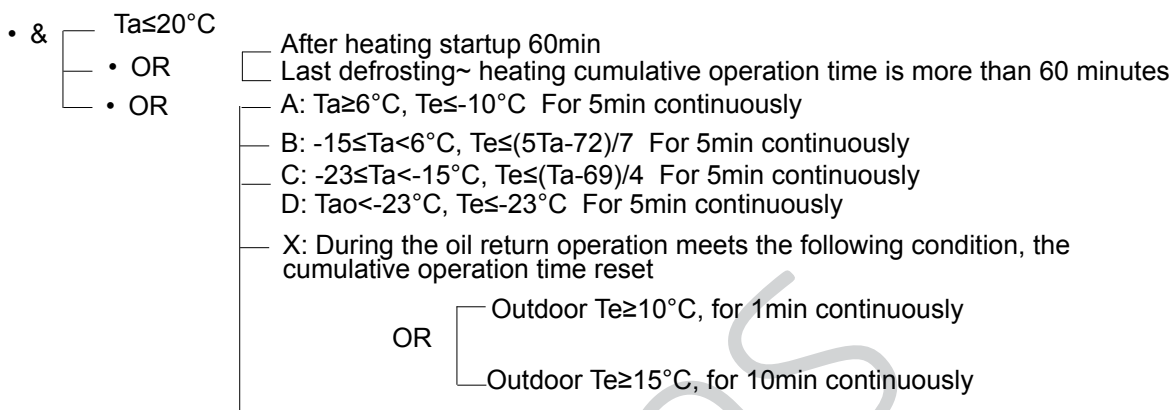 • & Ta≤20°C
• OR After heating startup 60min
Last defrosting~ heating cumulative operation time is more than 60 minutes
• OR A: Ta≥6°C, Te≤-10°C For 5min continuously
B: -15≤Ta<6°C, Te≤(5Ta-72)/7 For 5min continuously
C: -23≤Ta<-15°C, Te≤(Ta-69)/4 For 5min continuously
D: Tao<-23°C, Te≤-23°C For 5min continuously
X: During the oil return operation meets the following condition, the
cumulative operation time reset
Outdoor Te≥10°C, for 1min continuously
OR
Outdoor Te≥15°C, for 10min continuously